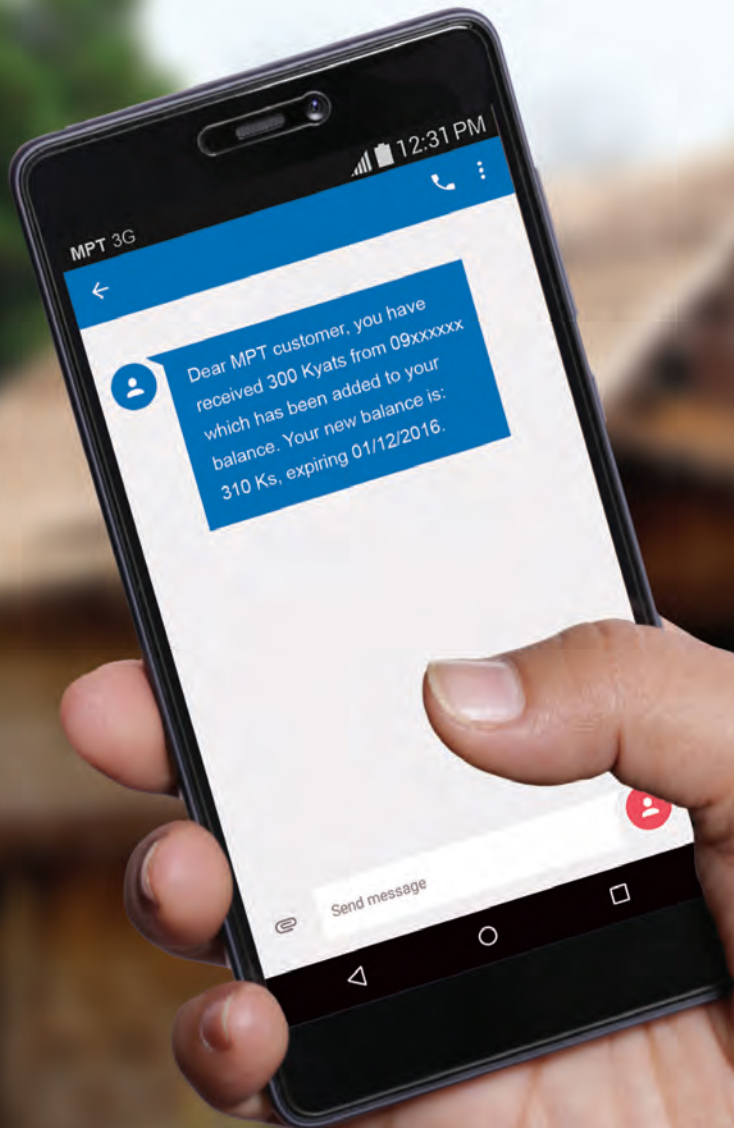 12:31 PM
MPT 3G
Dear MPT customer, you have
received 300 Kyats from 09xxxxxx
which has been added to your
balance. Your new balance is:
310 Ks, expiring 01/12/2016.
Send message